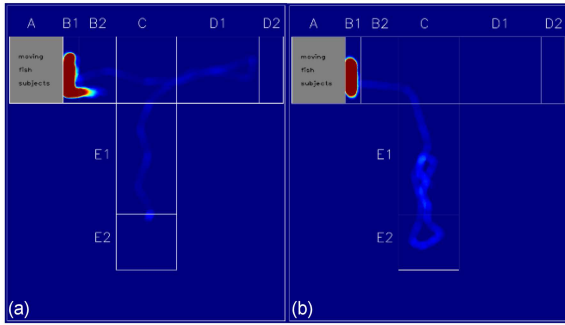 A B1 B2 C D1 D2
moving
fish
subjects
E1
E2
(a)
A B1 B2 C D1 D2
moving
fish
subjects
E1
E2
(b)